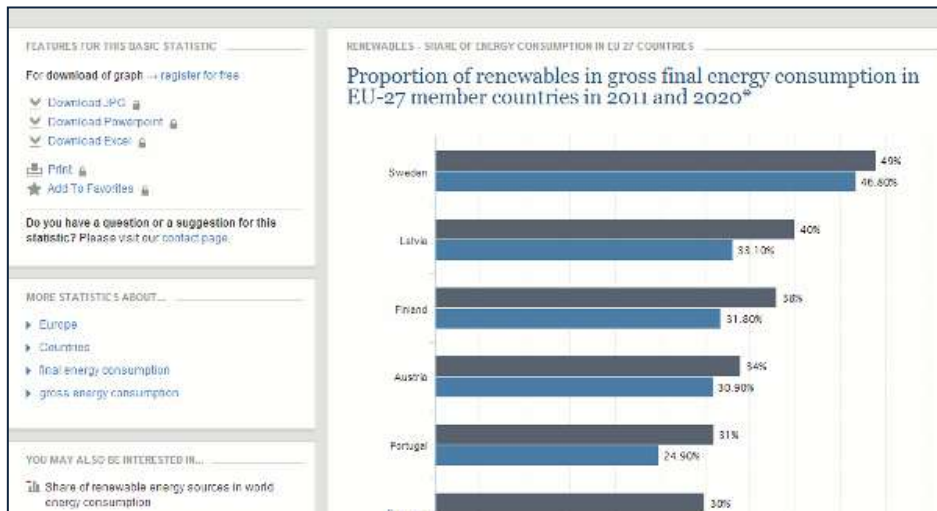 FEATURES FOR THIS BASIC STATISTIC
For download of graph → register for free
Download JPG
Download Powerpoint
Download Excel
Print
Add To Favorites
Do you have a question or a suggestion for this
statistic? Please visit our contact page.
MORE STATISTICS ABOUT...
Europe
Countries
final energy consumption
gross energy consumption
YOU MAY ALSO BE INTERESTED IN...
Share of renewable energy sources in world
energy consumption
RENEWABLES - SHARE OF ENERGY CONSUMPTION IN EU 27 COUNTRIES
Proportion of renewables in gross final energy consumption in
EU-27 member countries in 2011 and 2020*
Sweden
49%
46.80%
Latvia
40%
33.10%
Finland
38%
31.80%
Austria
34%
30.90%
Portugal
31%
24.90%
30%